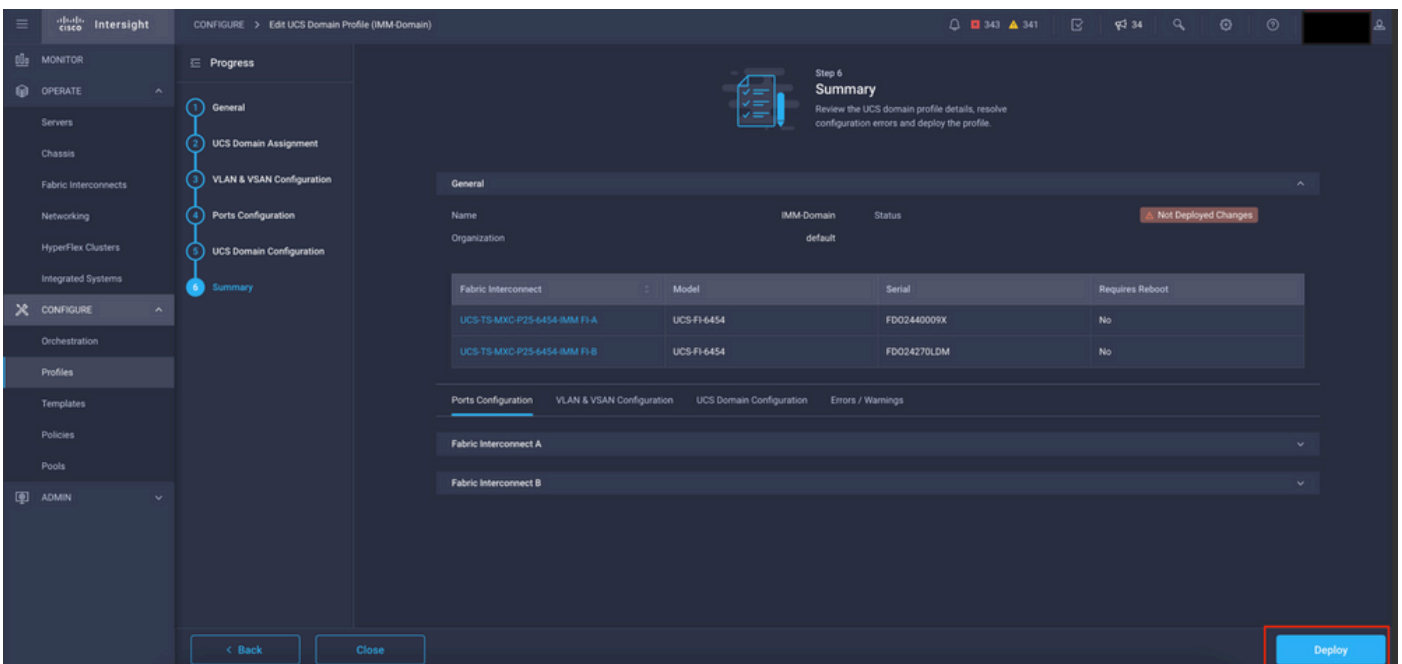 cisco Intersight
CONFIGURE > Edit UCS Domain Profile (IMM-Domain)
343 341
34
MONITOR
OPERATE
Servers
Chassis
Fabric Interconnects
Networking
HyperFlex Clusters
Integrated Systems
CONFIGURE
Orchestration
Profiles
Templates
Policies
Pools
ADMIN
Progress
1 General
2 UCS Domain Assignment
3 VLAN & VSAN Configuration
4 Ports Configuration
5 UCS Domain Configuration
6 Summary
Step 6
Summary
Review the UCS domain profile details, resolve
configuration errors and deploy the profile.
General
Name IMM-Domain Status Not Deployed Changes
Organization default
Fabric Interconnect Model Serial Requires Reboot
UCS-TS-MXC-P25-6454-IMM FI-A UCS-FI-6454 FDO2440009X No
UCS-TS-MXC-P25-6454-IMM FI-B UCS-FI-6454 FDO24270LDM No
Ports Configuration VLAN & VSAN Configuration UCS Domain Configuration Errors / Warnings
Fabric Interconnect A
Fabric Interconnect B
< Back Close Deploy